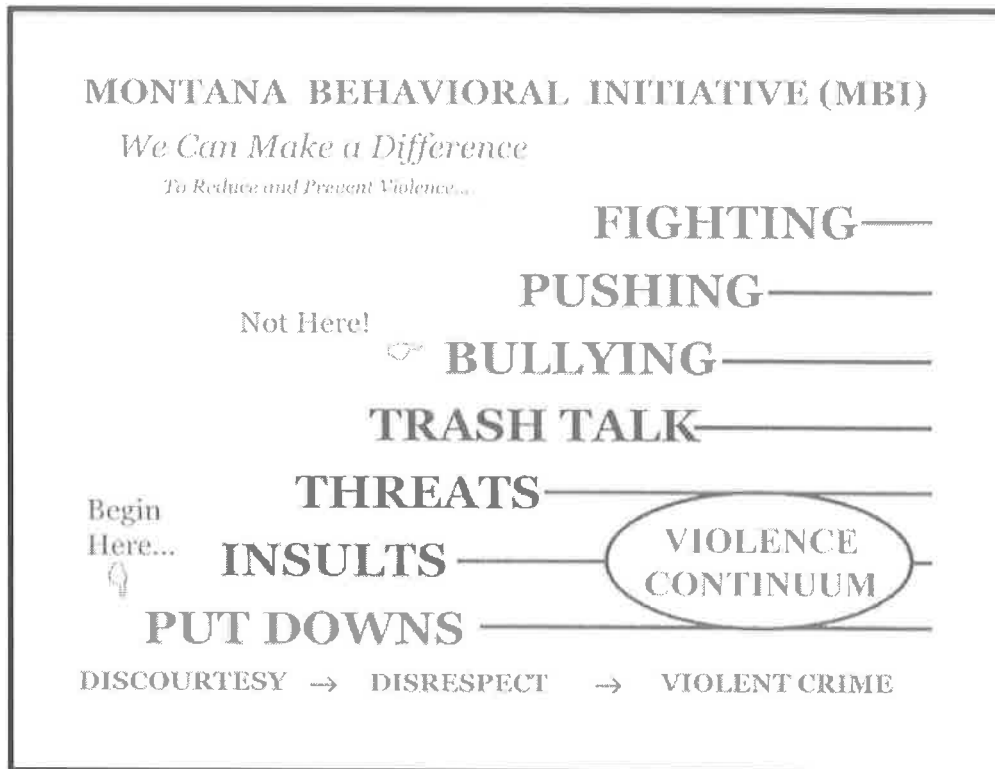 MONTANA BEHAVIORAL INITIATIVE (MBI)
We Can Make a Difference
To Reduce and Prevent Violence...
FIGHTING
PUSHING
Not Here!
BULLYING
TRASH TALK
THREATS
Begin
Here...
INSULTS
VIOLENCE
CONTINUUM
PUT DOWNS
DISCOURTESY → DISRESPECT → VIOLENT CRIME